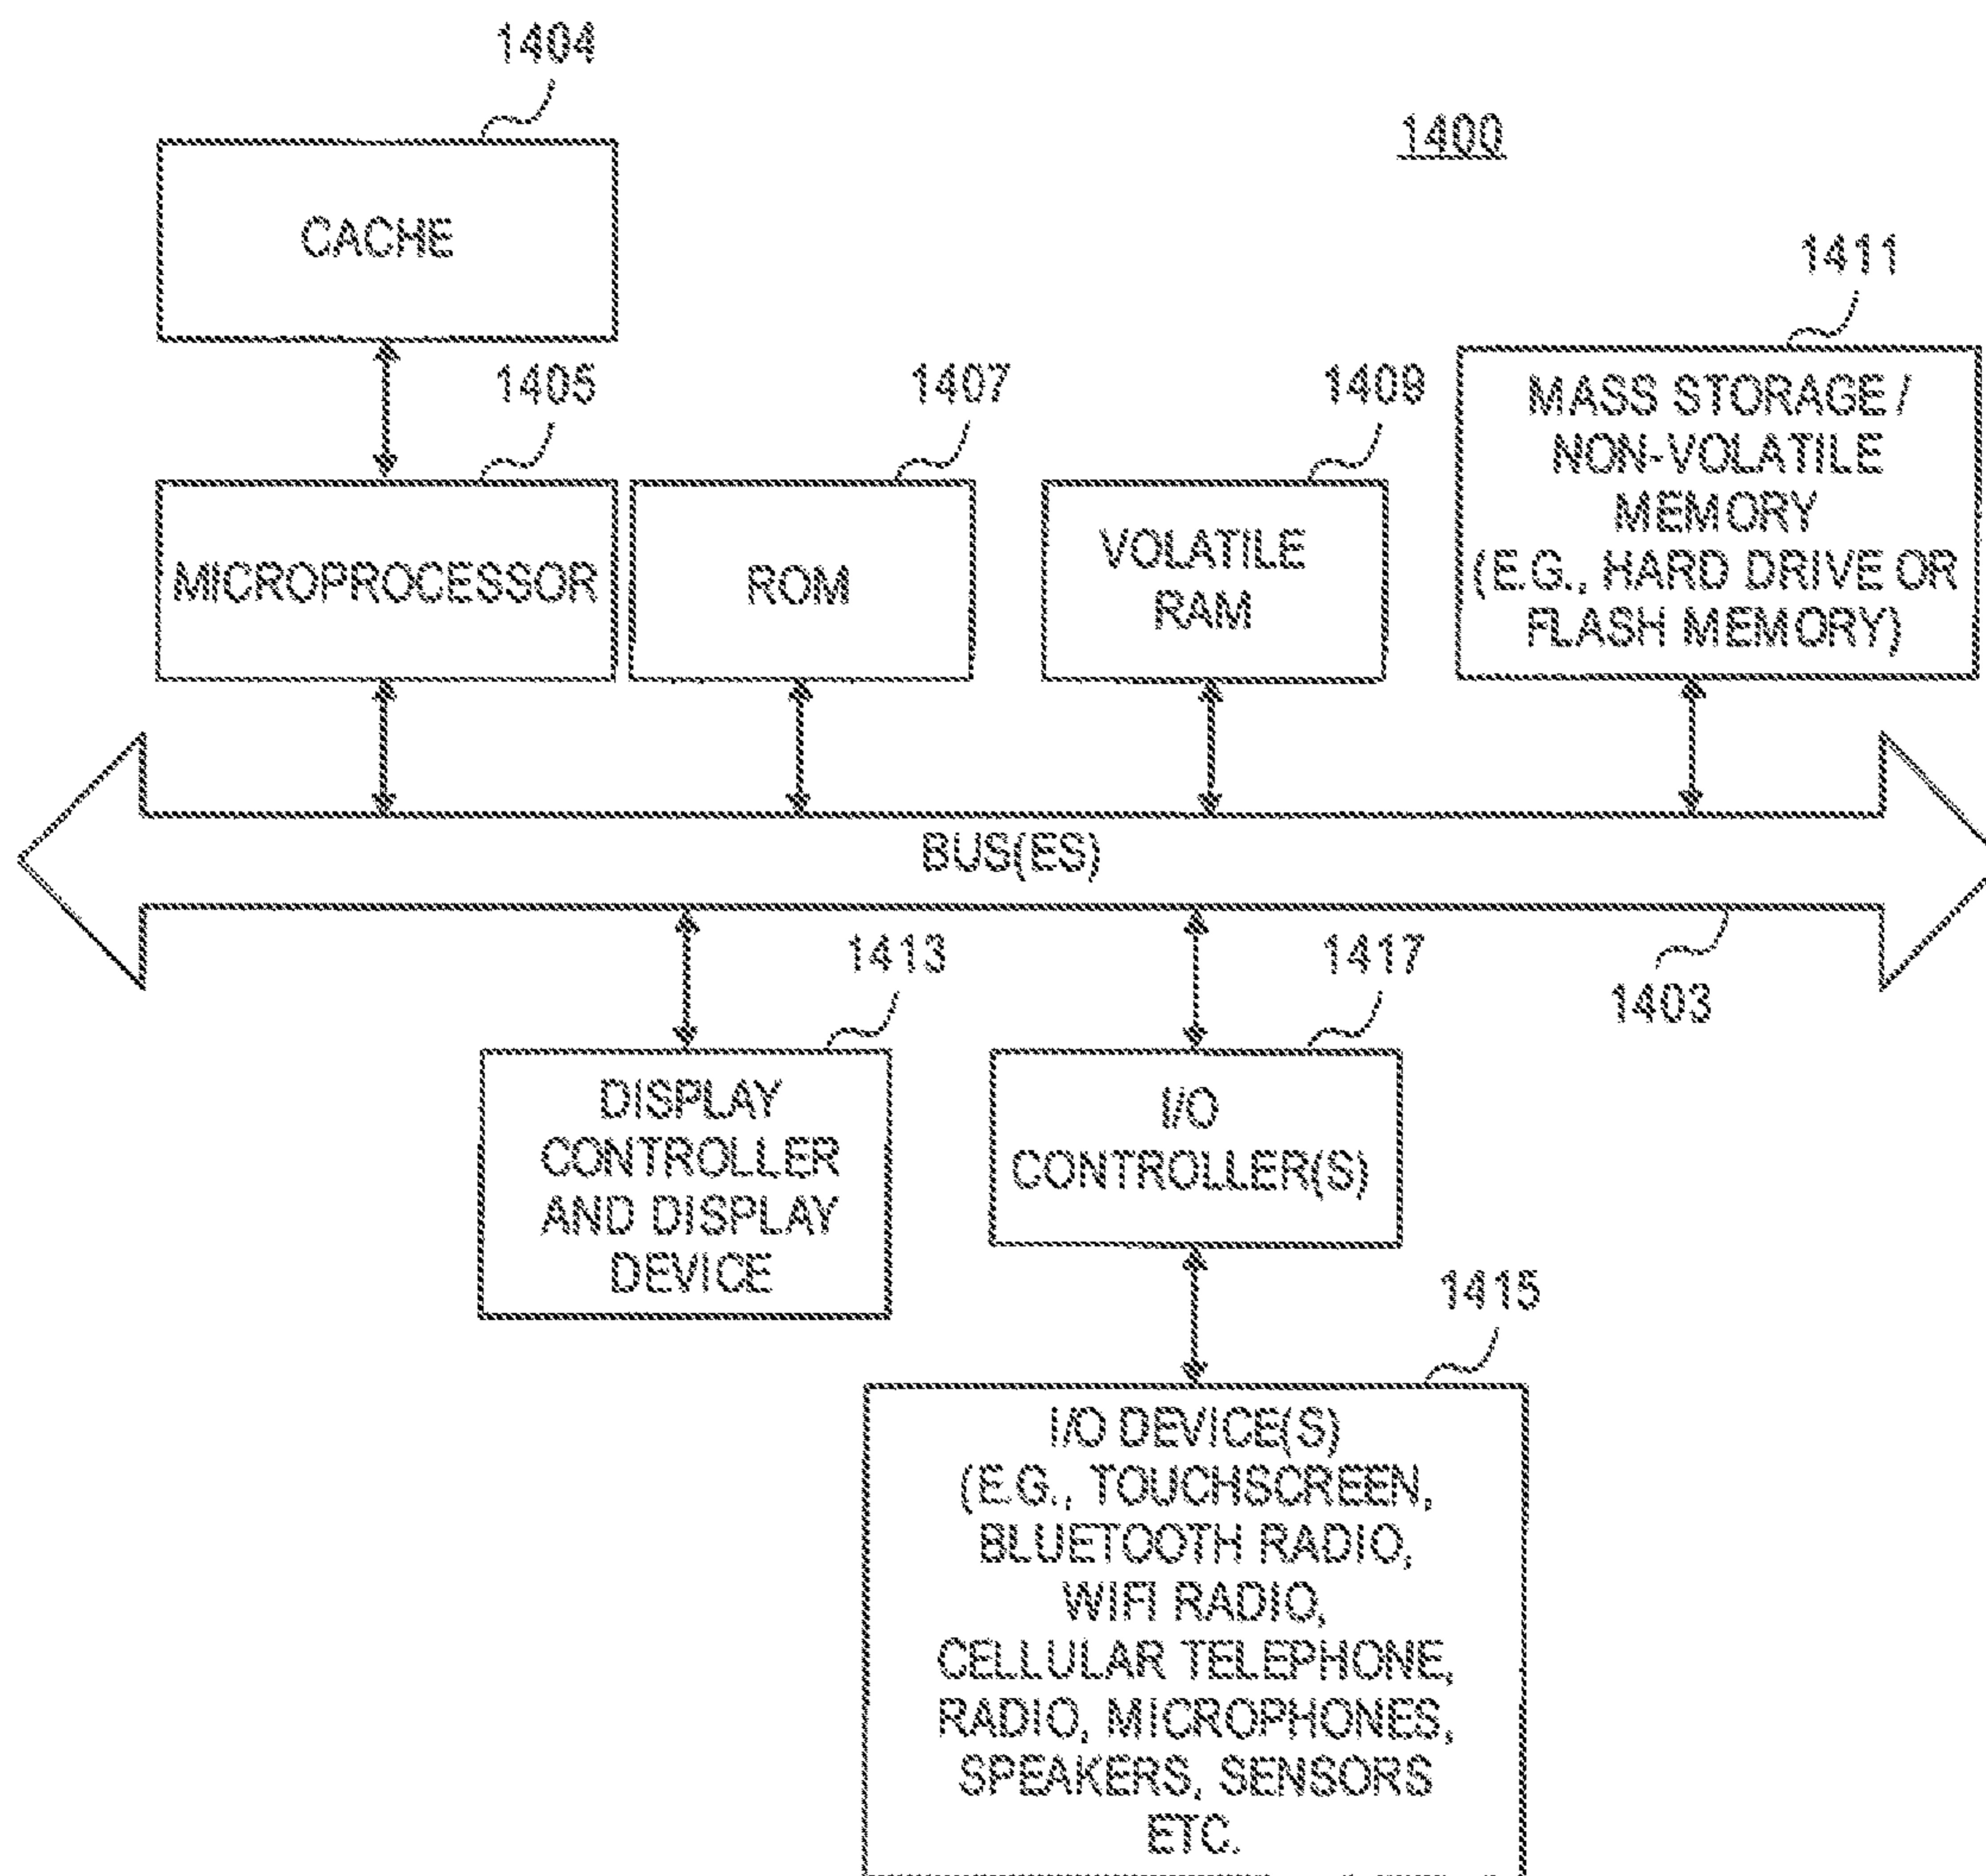 1404
1400
CACHE
1411
1405
1407
1409
MASS STORAGE /
NON-VOLATILE
MEMORY
(E.G., HARD DRIVE OR
FLASH MEMORY)
MICROPROCESSOR
ROM
VOLATILE
RAM
BUS(ES)
1413
1417
1403
DISPLAY
CONTROLLER
AND DISPLAY
DEVICE
I/O
CONTROLLER(S)
1415
I/O DEVICE(S)
(E.G., TOUCHSCREEN,
BLUETOOTH RADIO,
WIFI RADIO,
CELLULAR TELEPHONE,
RADIO, MICROPHONES,
SPEAKERS, SENSORS
ETC.